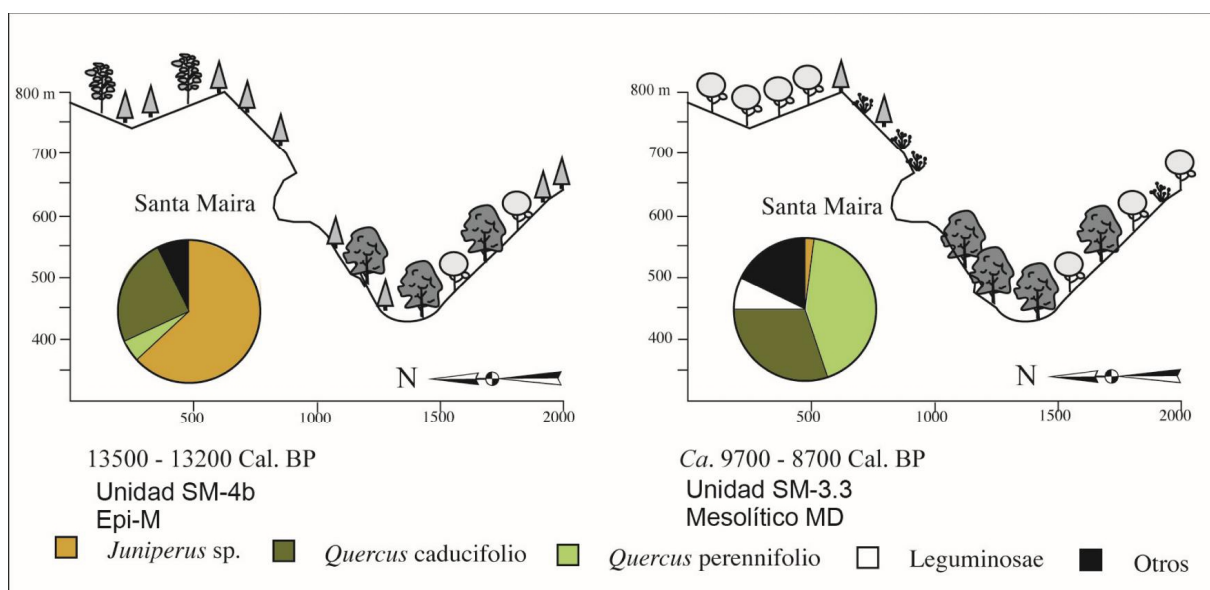 800 m
700
600
500
400
Santa Maira
N
500
1000
1500
2000
13500 - 13200 Cal. BP
Unidad SM-4b
Epi-M
800 m
700
600
500
400
Santa Maira
N
500
1000
1500
2000
Ca. 9700 - 8700 Cal. BP
Unidad SM-3.3
Mesolítico MD
Juniperus sp.
Quercus caducifolio
Quercus perennifolio
Leguminosae
Otros